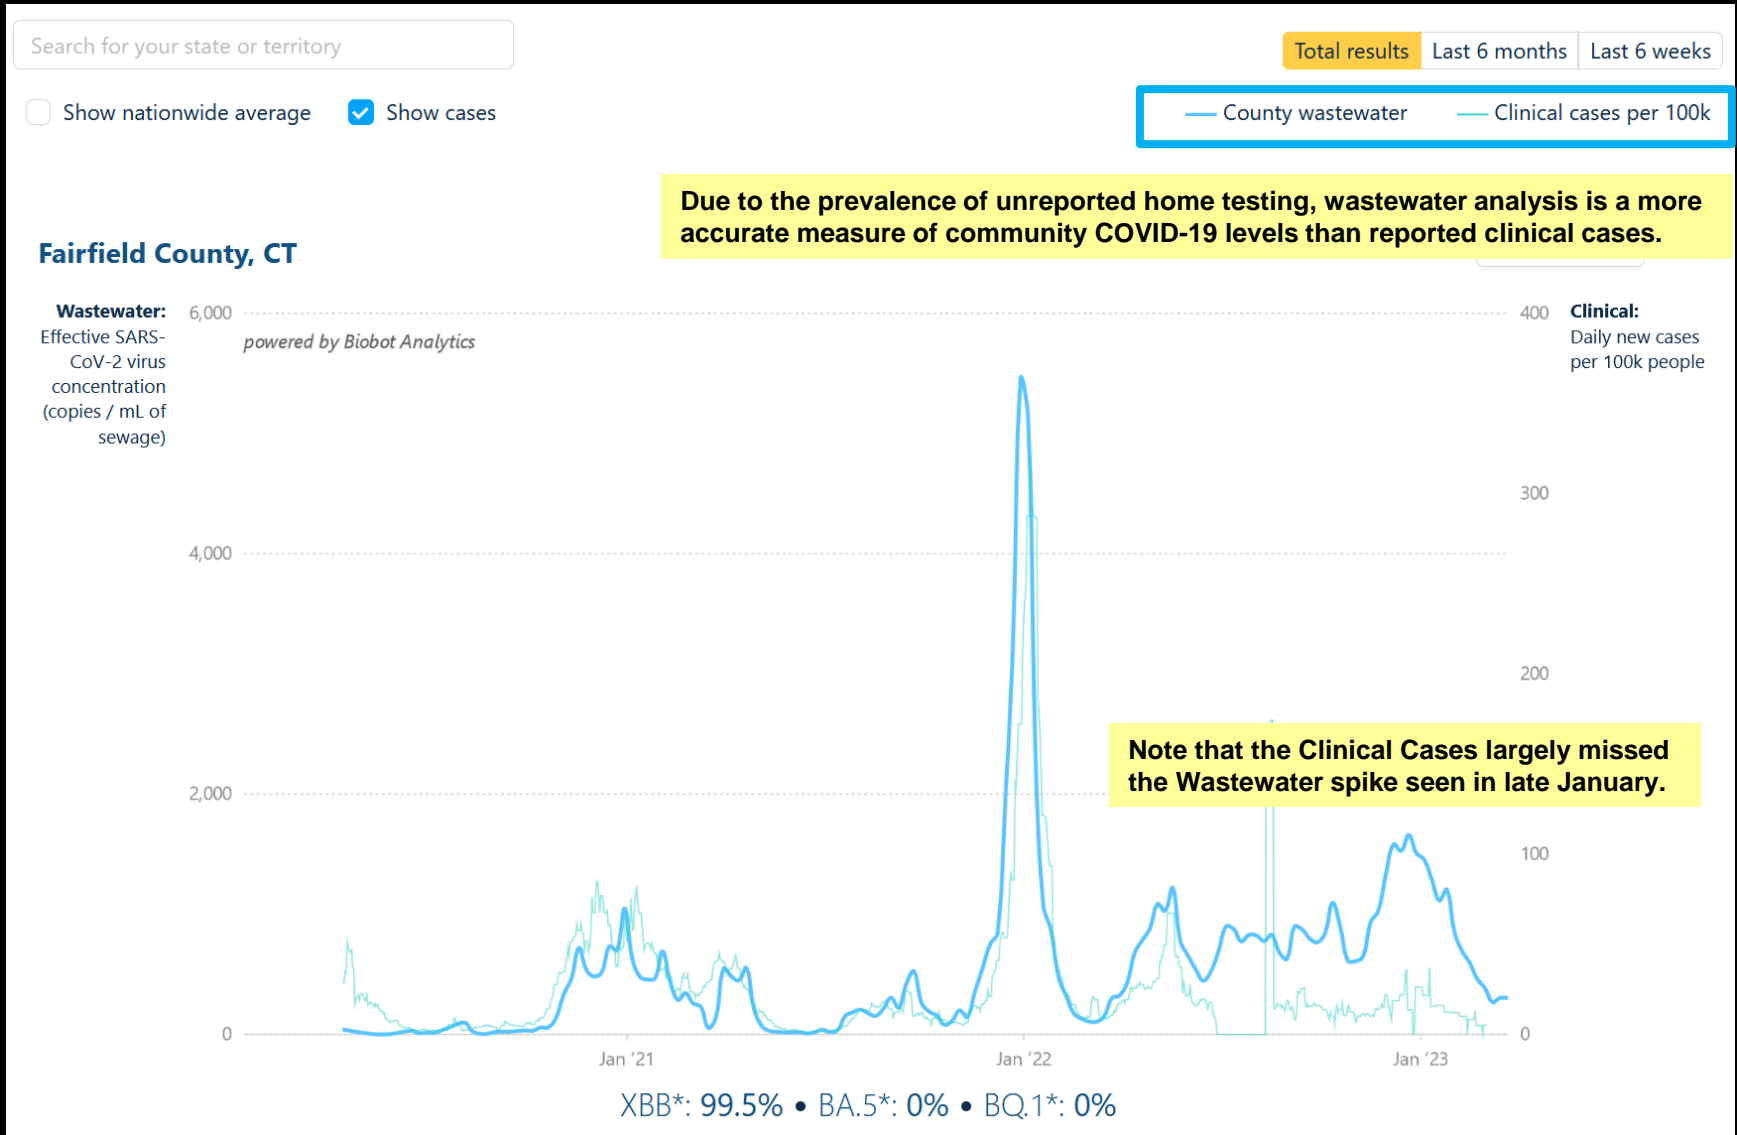 Search for your state or territory
Total results Last 6 months Last 6 weeks
Show nationwide average Show cases
County wastewater Clinical cases per 100k
Due to the prevalence of unreported home testing, wastewater analysis is a more
accurate measure of community COVID-19 levels than reported clinical cases.
Fairfield County, CT
Wastewater:
Effective SARS-
CoV-2 virus
concentration
(copies / mL of
sewage)
6,000
4,000
2,000
0
powered by Biobot Analytics
400
300
200
100
0
Clinical:
Daily new cases
per 100k people
Note that the Clinical Cases largely missed
the Wastewater spike seen in late January.
Jan '21 Jan '22 Jan '23
XBB*: 99.5% • BA.5*: 0% • BQ.1*: 0%